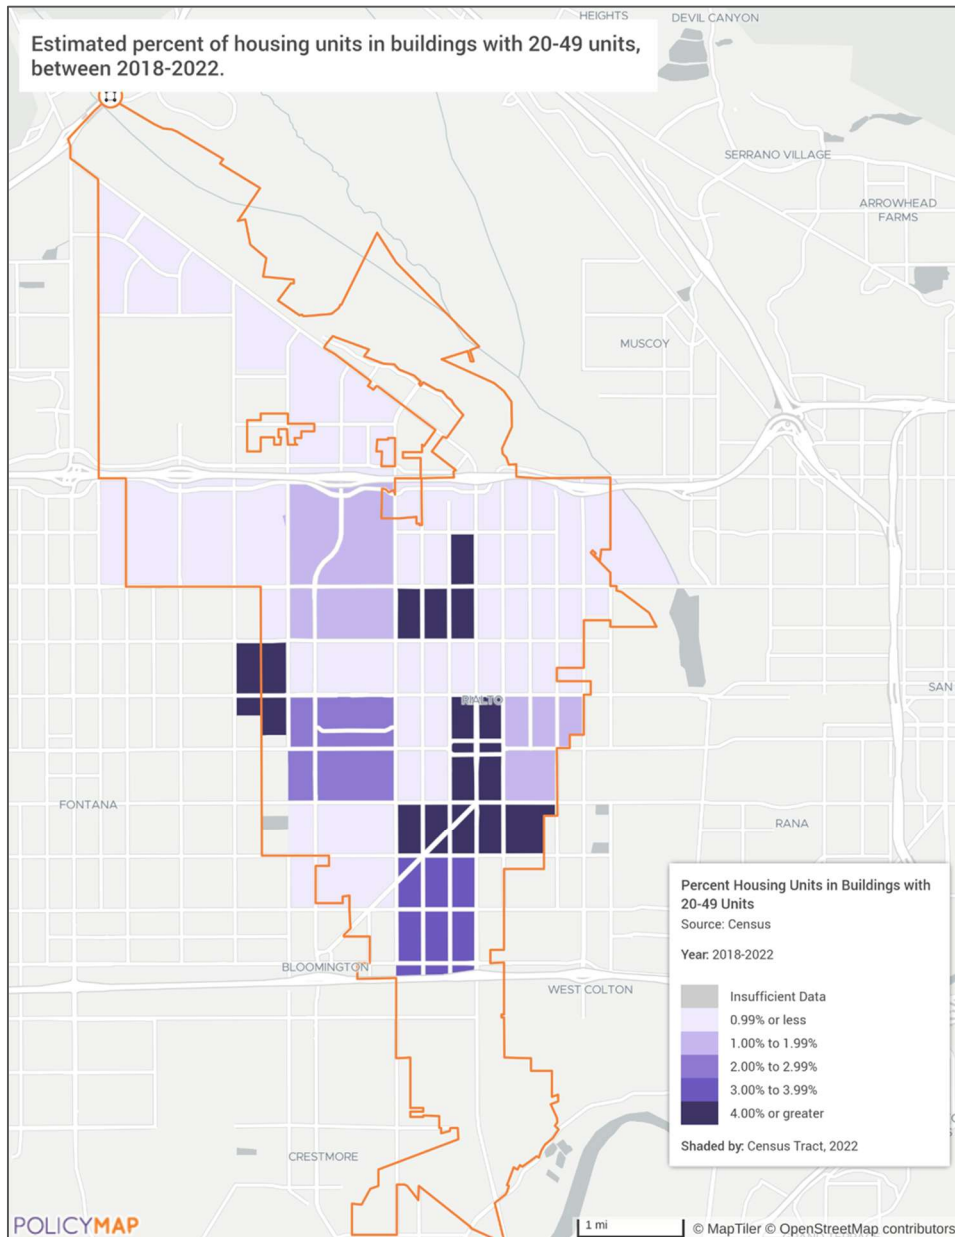 HEIGHTS
DEVIL CANYON
Estimated percent of housing units in buildings with 20-49 units,
between 2018-2022.
SERRANO VILLAGE
ARROWHEAD
FARMS
MUSCOY
RIALTO
SAN
FONTANA
RANA
BLOOMINGTON
WEST COLTON
CRESTMORE
Percent Housing Units in Buildings with
20-49 Units
Source: Census
Year: 2018-2022
Insufficient Data
0.99% or less
1.00% to 1.99%
2.00% to 2.99%
3.00% to 3.99%
4.00% or greater
Shaded by: Census Tract, 2022
POLICYMAP
1 mi
© MapTiler © OpenStreetMap contributors